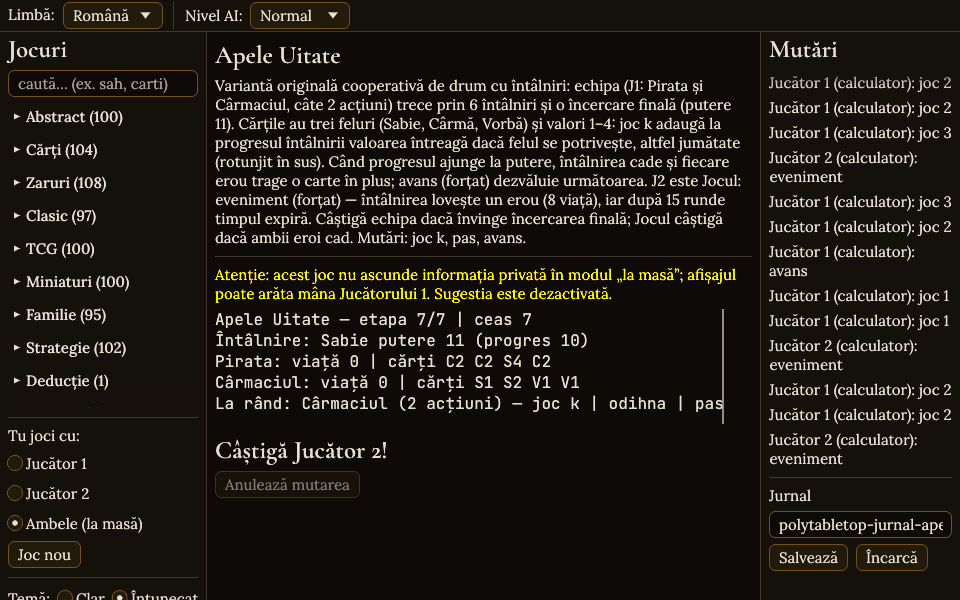 Limbă: Română ▼ Nivel AI: Normal ▼
Jocuri
caută... (ex. sah, carti)
▸ Abstract (100)
▸ Cărți (104)
▸ Zaruri (108)
▸ Clasic (97)
▸ TCG (100)
▸ Miniaturi (100)
▸ Familie (95)
▸ Strategie (102)
▸ Deducție (1)
Tu joci cu:
Jucător 1
Jucător 2
Ambele (la masă)
Joc nou
Temă: Clar Întunecat
Apele Uitate
Variantă originală cooperativă de drum cu întâlniri: echipa (J1: Pirata și
Cârmaciul, câte 2 acțiuni) trece prin 6 întâlniri și o încercare finală (putere
11). Cărțile au trei feluri (Sabie, Cârmă, Vorbă) și valori 1–4: joc k adaugă la
progresul întâlnirii valoarea întreagă dacă felul se potrivește, altfel jumătate
(rotunjit în sus). Când progresul ajunge la putere, întâlnirea cade și fiecare
erou trage o carte în plus; avans (forțat) dezvăluie următoarea. J2 este Jocul:
eveniment (forțat) — întâlnirea lovește un erou (8 viață), iar după 15 runde
timpul expiră. Câștigă echipa dacă învinge încercarea finală; Jocul câștigă
dacă ambii eroi cad. Mutări: joc k, pas, avans.
Atenție: acest joc nu ascunde informația privată în modul „la masă”; afișajul
poate arăta mâna Jucătorului 1. Sugestia este dezactivată.
Apele Uitate — etapa 7/7 | ceas 7
Întâlnire: Sabie putere 11 (progres 10)
Pirata: viață 0 | cărți C2 C2 S4 C2
Cârmaciul: viață 0 | cărți S1 S2 V1 V1
La rând: Cârmaciul (2 acțiuni) — joc k | odihna | pas
Câștigă Jucător 2!
Anulează mutarea
Mutări
Jucător 1 (calculator): joc 2
Jucător 1 (calculator): joc 2
Jucător 1 (calculator): joc 3
Jucător 2 (calculator):
eveniment
Jucător 1 (calculator): joc 3
Jucător 1 (calculator): joc 2
Jucător 1 (calculator):
avans
Jucător 1 (calculator): joc 1
Jucător 1 (calculator): joc 1
Jucător 2 (calculator):
eveniment
Jucător 1 (calculator): joc 2
Jucător 1 (calculator): joc 2
Jucător 2 (calculator):
eveniment
Jurnal
polytabletop-jurnal-ape
Salvează Încarcă